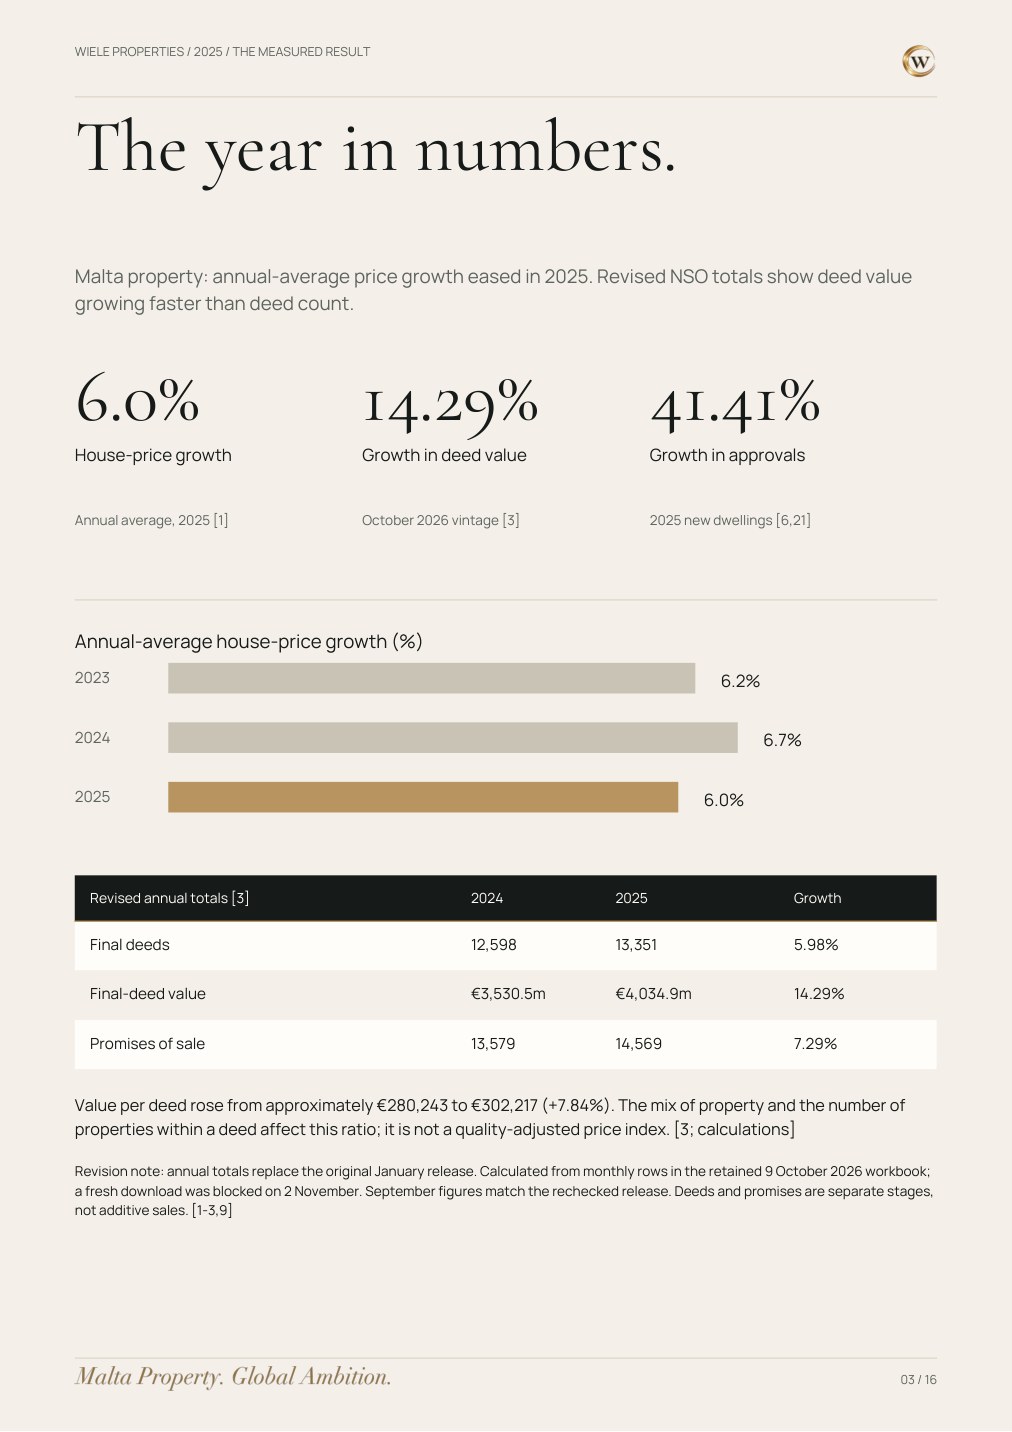 WIELE PROPERTIES / 2025 / THE MEASURED RESULT
W
The year in numbers.
Malta property: annual-average price growth eased in 2025. Revised NSO totals show deed value
growing faster than deed count.
6.0% 14.29% 41.41%
House-price growth Growth in deed value Growth in approvals
Annual average, 2025 [1] October 2026 vintage [3] 2025 new dwellings [6,21]
Annual-average house-price growth (%)
2023 6.2%
2024 6.7%
2025 6.0%
Revised annual totals [3] 2024 2025 Growth
Final deeds 12,598 13,351 5.98%
Final-deed value €3,530.5m €4,034.9m 14.29%
Promises of sale 13,579 14,569 7.29%
Value per deed rose from approximately €280,243 to €302,217 (+7.84%). The mix of property and the number of
properties within a deed affect this ratio; it is not a quality-adjusted price index. [3; calculations]
Revision note: annual totals replace the original January release. Calculated from monthly rows in the retained 9 October 2026 workbook;
a fresh download was blocked on 2 November. September figures match the rechecked release. Deeds and promises are separate stages,
not additive sales. [1-3,9]
Malta Property. Global Ambition.
03 / 16